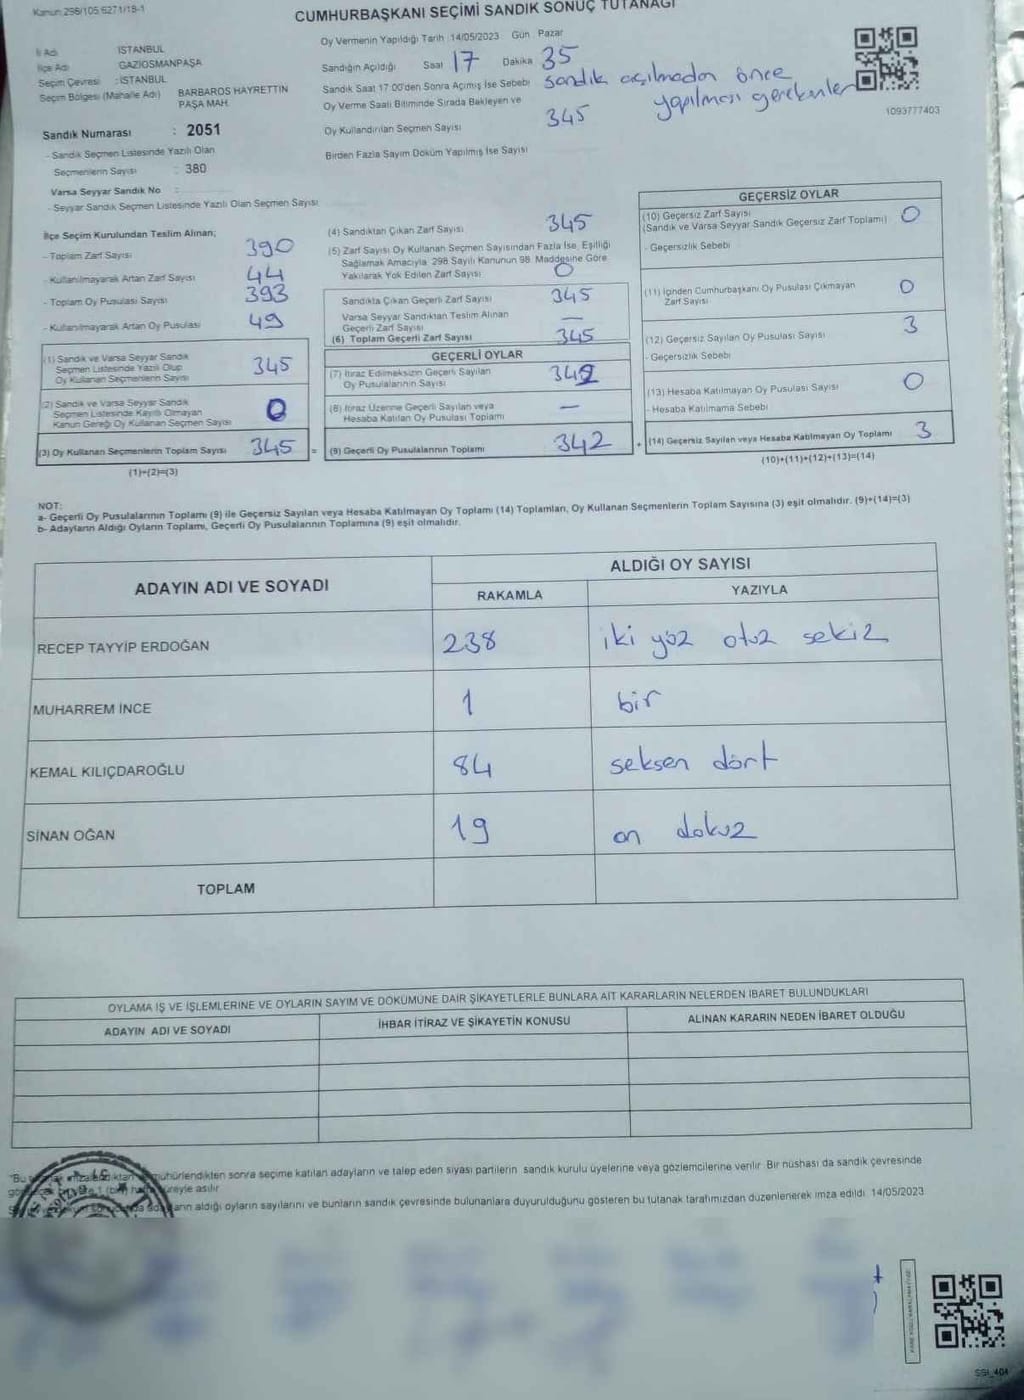 Kanun: 298/105 6271/18-1
CUMHURBAŞKANI SEÇİMİ SANDIK SONUÇ TUTANAĞI
İl Adı İSTANBUL
İlçe Adı GAZİOSMANPAŞA
Seçim Çevresi : İSTANBUL
Seçim Bölgesi (Mahalle Adı) BARBAROS HAYRETTİN
PAŞA MAH.
Sandık Numarası : 2051
- Sandık Seçmen Listesinde Yazılı Olan
Seçmenlerin Sayısı : 380
Varsa Seyyar Sandık No :
- Seyyar Sandık Seçmen Listesinde Yazılı Olan Seçmen Sayısı
Oy Vermenin Yapıldığı Tarih :14/05/2023 Gün Pazar
Sandığın Açıldığı Saat 17 Dakika 35
Sandık Saat 17:00'den Sonra Açmış İse Sebebi sandık açılmadan önce
yapılması gerekenler
Oy Verme Saati Bitiminde Sırada Bekleyen ve
Oy Kullandırılan Seçmen Sayısı 345
Birden Fazla Sayım Döküm Yapılmış İse Sayısı
1093777403
İlçe Seçim Kurulundan Teslim Alınan;
- Toplam Zarf Sayısı 390
- Kullanılmayarak Artan Zarf Sayısı 44
- Toplam Oy Pusulası Sayısı 393
- Kullanılmayarak Artan Oy Pusulası 49
(1) Sandık ve Varsa Seyyar Sandık
Seçmen Listesinde Yazılı Olup
Oy Kullanan Seçmenlerin Sayısı 345
(2) Sandık ve Varsa Seyyar Sandık
Seçmen Listesinde Kayıtlı Olmayan
Kanun Gereği Oy Kullanan Seçmen Sayısı 0
(3) Oy Kullanan Seçmenlerin Toplam Sayısı 345 =
(1)+(2)=(3)
(4) Sandıktan Çıkan Zarf Sayısı 345
(5) Zarf Sayısı Oy Kullanan Seçmen Sayısından Fazla İse, Eşitliği
Sağlamak Amacıyla, 298 Sayılı Kanunun 98. Maddesine Göre
Yakılarak Yok Edilen Zarf Sayısı 0
Sandıkta Çıkan Geçerli Zarf Sayısı 345
Varsa Seyyar Sandıktan Teslim Alınan
Geçerli Zarf Sayısı —
(6) Toplam Geçerli Zarf Sayısı 345
GEÇERLİ OYLAR
(7) İtiraz Edilmeksizin Geçerli Sayılan
Oy Pusulalarının Sayısı 342
(8) İtiraz Üzerine Geçerli Sayılan veya
Hesaba Katılan Oy Pusulası Toplamı —
(9) Geçerli Oy Pusulalarının Toplamı 342 +
GEÇERSİZ OYLAR
(10) Geçersiz Zarf Sayısı
(Sandık ve Varsa Seyyar Sandık Geçersiz Zarf Toplamı) 0
- Geçersizlik Sebebi
(11) İçinden Cumhurbaşkanı Oy Pusulası Çıkmayan
Zarf Sayısı 0
(12) Geçersiz Sayılan Oy Pusulası Sayısı 3
- Geçersizlik Sebebi
(13) Hesaba Katılmayan Oy Pusulası Sayısı 0
- Hesaba Katılmama Sebebi
(14) Geçersiz Sayılan veya Hesaba Katılmayan Oy Toplamı 3
(10)+(11)+(12)+(13)=(14)
NOT:
a- Geçerli Oy Pusulalarının Toplamı (9) ile Geçersiz Sayılan veya Hesaba Katılmayan Oy Toplamı (14) Toplamları, Oy Kullanan Seçmenlerin Toplam Sayısına (3) eşit olmalıdır. (9)+(14)=(3)
b- Adayların Aldığı Oyların Toplamı, Geçerli Oy Pusulalarının Toplamına (9) eşit olmalıdır.
ADAYIN ADI VE SOYADI ALDIĞI OY SAYISI
RAKAMLA YAZIYLA
RECEP TAYYİP ERDOĞAN 238 iki yüz otuz sekiz
MUHARREM İNCE 1 bir
KEMAL KILIÇDAROĞLU 84 seksen dört
SİNAN OĞAN 19 on dokuz
TOPLAM
OYLAMA İŞ VE İŞLEMLERİNE VE OYLARIN SAYIM VE DÖKÜMÜNE DAİR ŞİKAYETLERLE BUNLARA AİT KARARLARIN NELERDEN İBARET BULUNDUKLARI
ADAYIN ADI VE SOYADI İHBAR İTİRAZ VE ŞİKAYETİN KONUSU ALINAN KARARIN NEDEN İBARET OLDUĞU
"Bu mühürlendikten sonra seçime katılan adayların ve talep eden siyasi partilerin sandık kurulu üyelerine veya gözlemcilerine verilir. Bir nüshası da sandık çevresinde
süreyle asılır.
aldığı oyların sayılarını ve bunların sandık çevresinde bulunanlara duyurulduğunu gösteren bu tutanak tarafımızdan düzenlenerek imza edildi. 14/05/2023
SSI_404